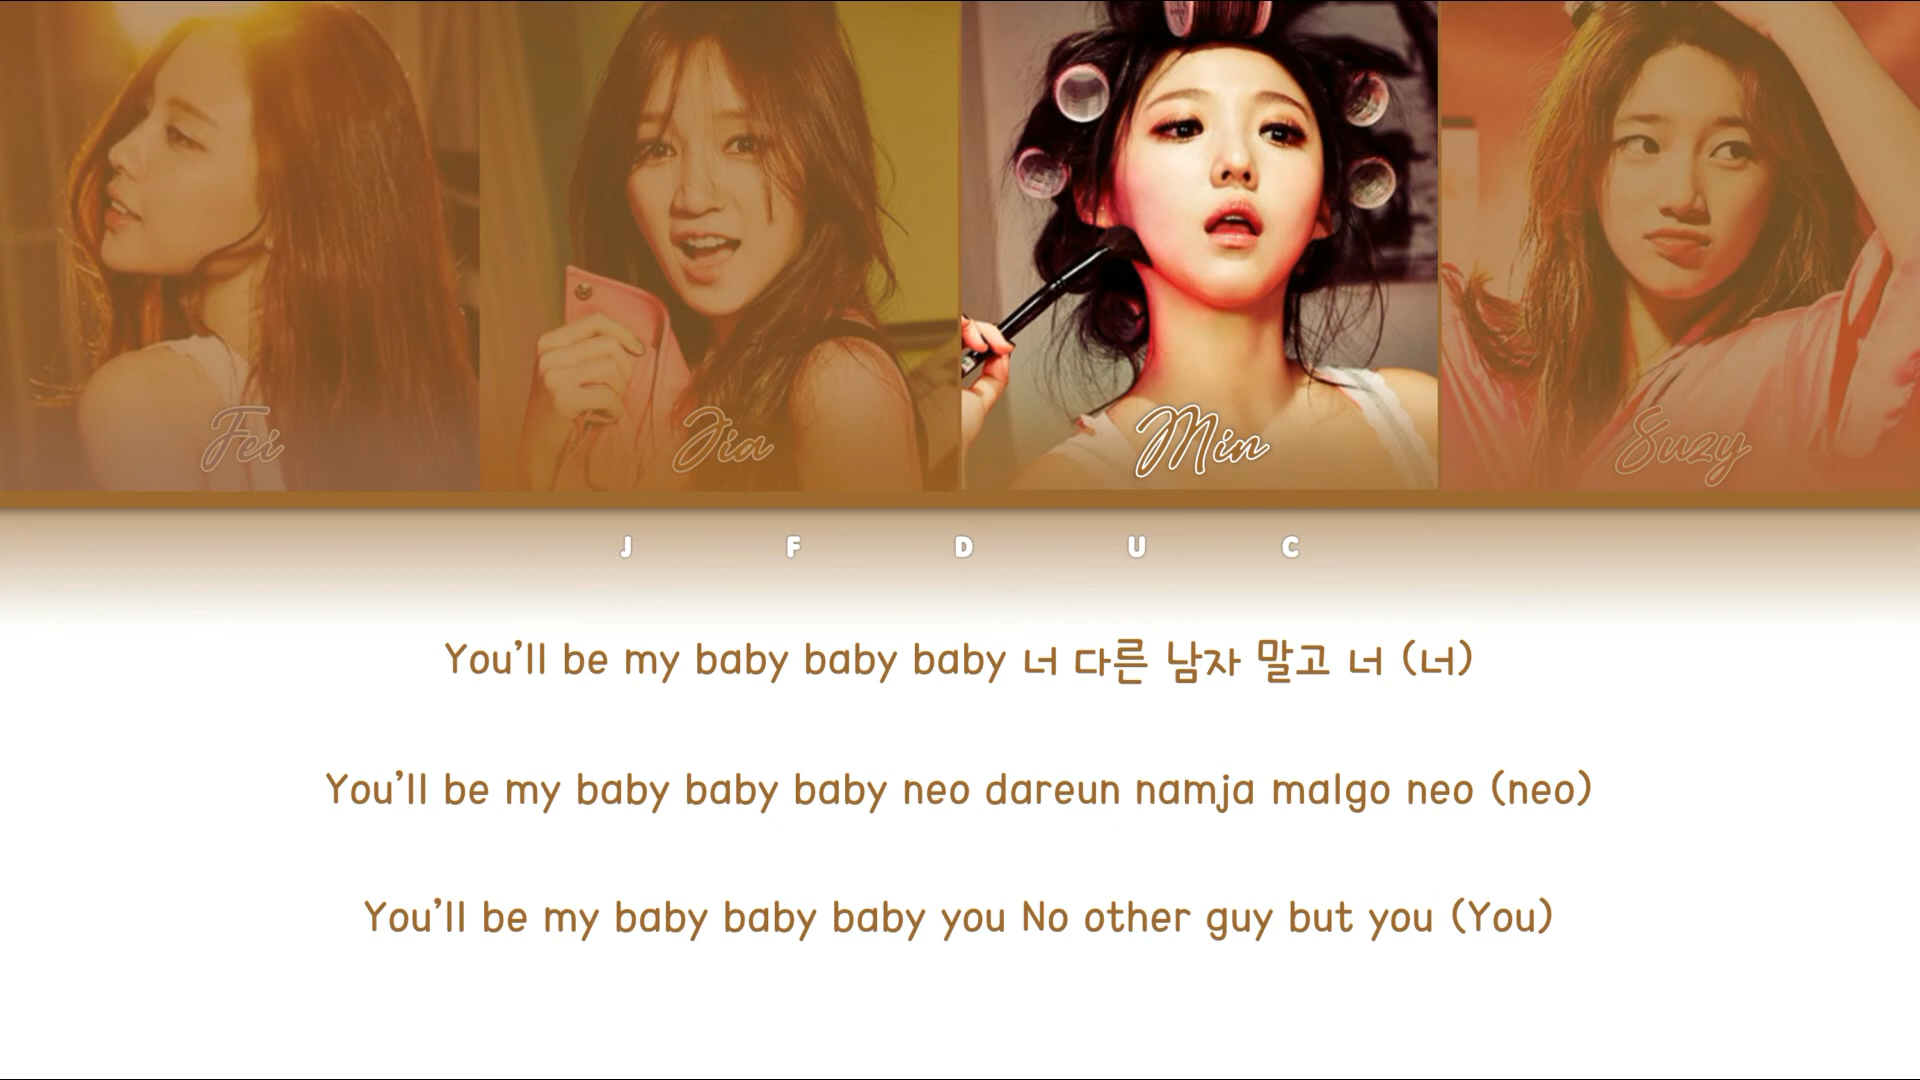 Fei
Jia
Min
Suzy
J F D U C
You'll be my baby baby baby 너 다른 남자 말고 너 (너)
You'll be my baby baby baby neo dareun namja malgo neo (neo)
You'll be my baby baby baby you No other guy but you (You)